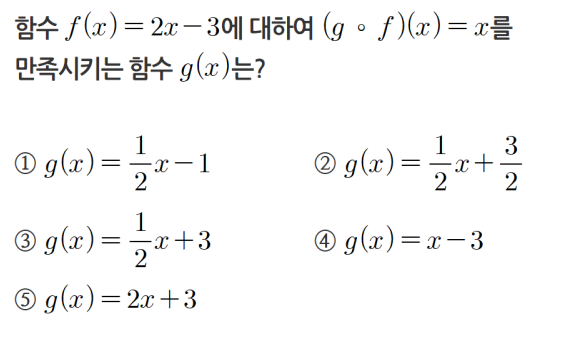 함수 f(x)=2x-3에 대하여 (g ∘ f)(x)=x를
만족시키는 함수 g(x)는?
① g(x)=\frac{1}{2}x-1 ② g(x)=\frac{1}{2}x+\frac{3}{2}
③ g(x)=\frac{1}{2}x+3 ④ g(x)=x-3
⑤ g(x)=2x+3